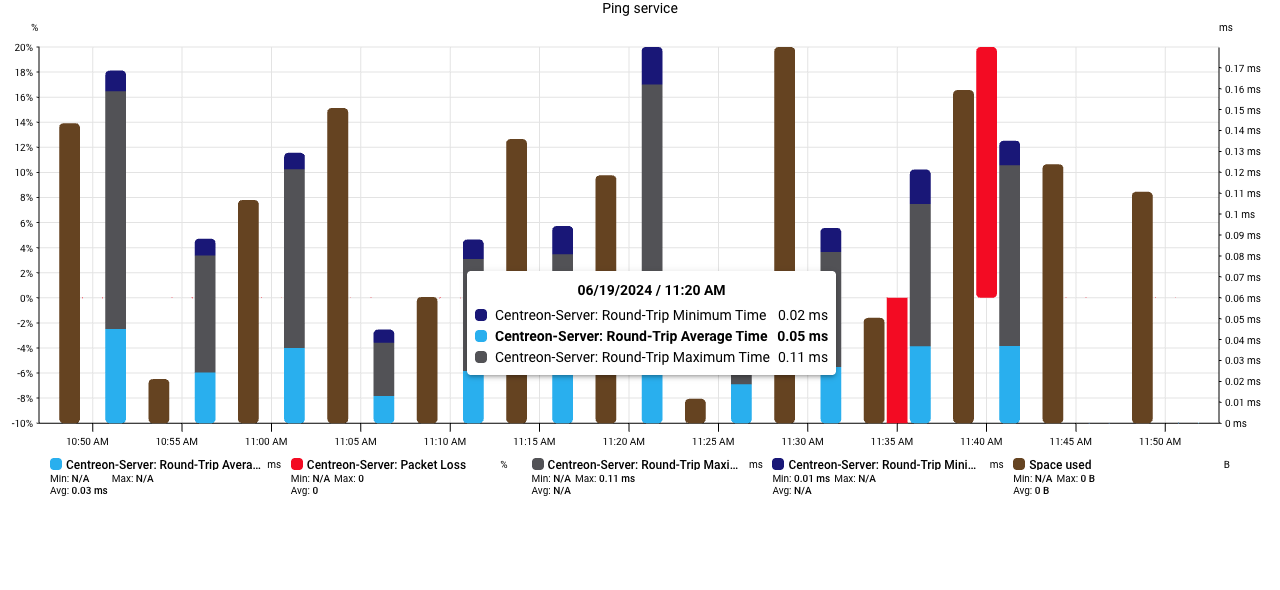 Ping service
% ms
20%
18%
16%
14%
12%
10%
8%
6%
4%
2%
0%
-2%
-4%
-6%
-8%
-10%
0.17 ms
0.16 ms
0.15 ms
0.14 ms
0.13 ms
0.12 ms
0.11 ms
0.1 ms
0.09 ms
0.08 ms
0.07 ms
0.06 ms
0.05 ms
0.04 ms
0.03 ms
0.02 ms
0.01 ms
0 ms
06/19/2024 / 11:20 AM
Centreon-Server: Round-Trip Minimum Time 0.02 ms
Centreon-Server: Round-Trip Average Time 0.05 ms
Centreon-Server: Round-Trip Maximum Time 0.11 ms
10:50 AM 10:55 AM 11:00 AM 11:05 AM 11:10 AM 11:15 AM 11:20 AM 11:25 AM 11:30 AM 11:35 AM 11:40 AM 11:45 AM 11:50 AM
Centreon-Server: Round-Trip Avera... ms
Min: N/A Max: N/A
Avg: 0.03 ms
Centreon-Server: Packet Loss %
Min: N/A Max: 0
Avg: 0
Centreon-Server: Round-Trip Maxi... ms
Min: N/A Max: 0.11 ms
Avg: N/A
Centreon-Server: Round-Trip Mini... ms
Min: 0.01 ms Max: N/A
Avg: N/A
Space used B
Min: N/A Max: 0 B
Avg: 0 B